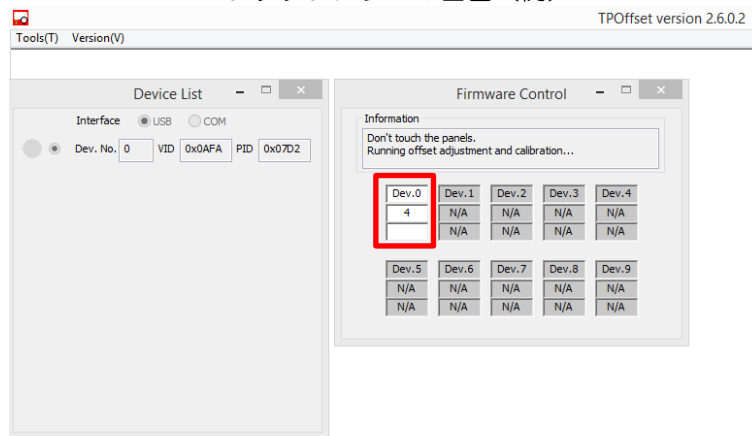 TPOffset version 2.6.0.2
Tools(T) Version(V)
Device List
Interface USB COM
Dev. No. 0 VID 0x0AFA PID 0x07D2
Firmware Control
Information
Don't touch the panels.
Running offset adjustment and calibration...
Dev.0 Dev.1 Dev.2 Dev.3 Dev.4
4 N/A N/A N/A N/A
N/A N/A N/A N/A
Dev.5 Dev.6 Dev.7 Dev.8 Dev.9
N/A N/A N/A N/A N/A
N/A N/A N/A N/A N/A